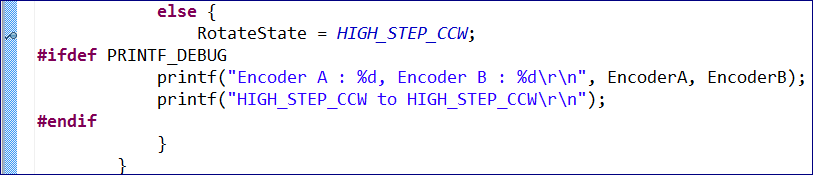 else {
RotateState = HIGH_STEP_CCW;
#ifdef PRINTF_DEBUG
printf("Encoder A : %d, Encoder B : %d\r\n", EncoderA, EncoderB);
printf("HIGH_STEP_CCW to HIGH_STEP_CCW\r\n");
#endif
}
}